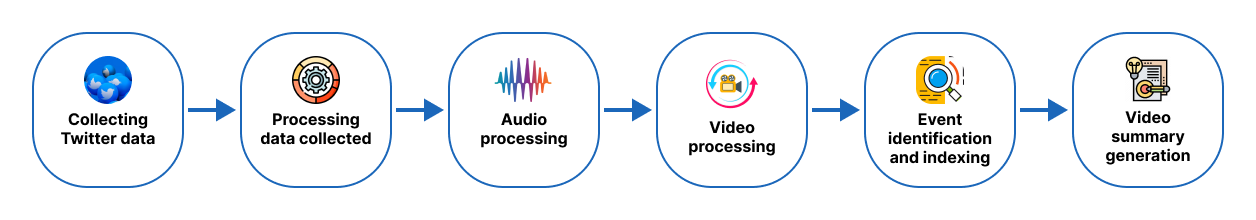 Collecting
Twitter data
Processing
data collected
Audio
processing
Video
processing
Event
identification
and indexing
Video
summary
generation